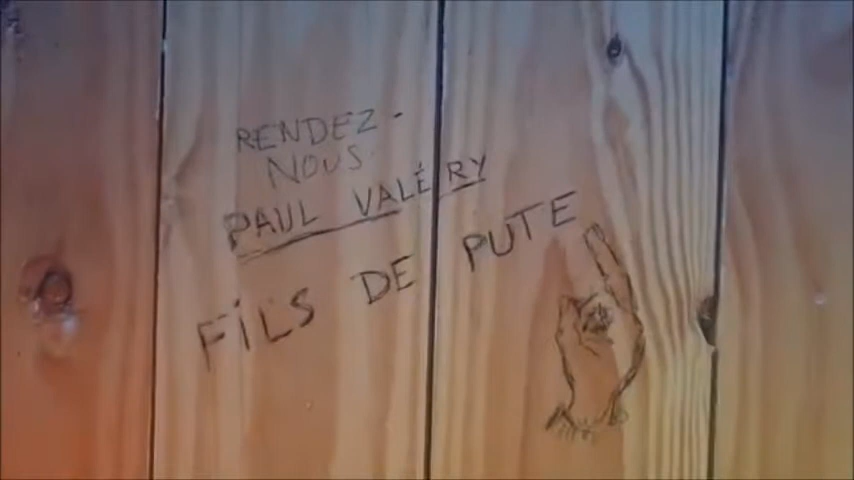 RENDEZ-
NOUS
PAUL VALÉRY
FILS DE PUTE